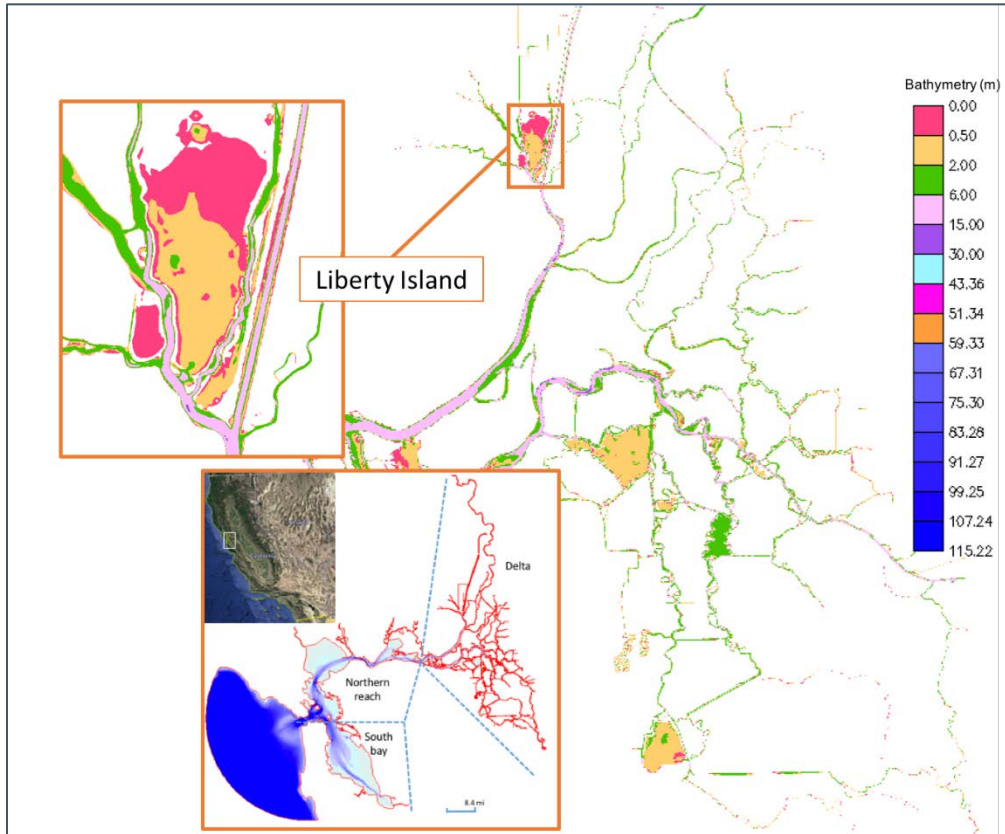 Bathymetry (m)
0.00
0.50
2.00
6.00
15.00
30.00
43.36
51.34
59.33
67.31
75.30
83.28
91.27
99.25
107.24
115.22
Liberty Island
Delta
Northern
reach
South
bay
8.4 mi